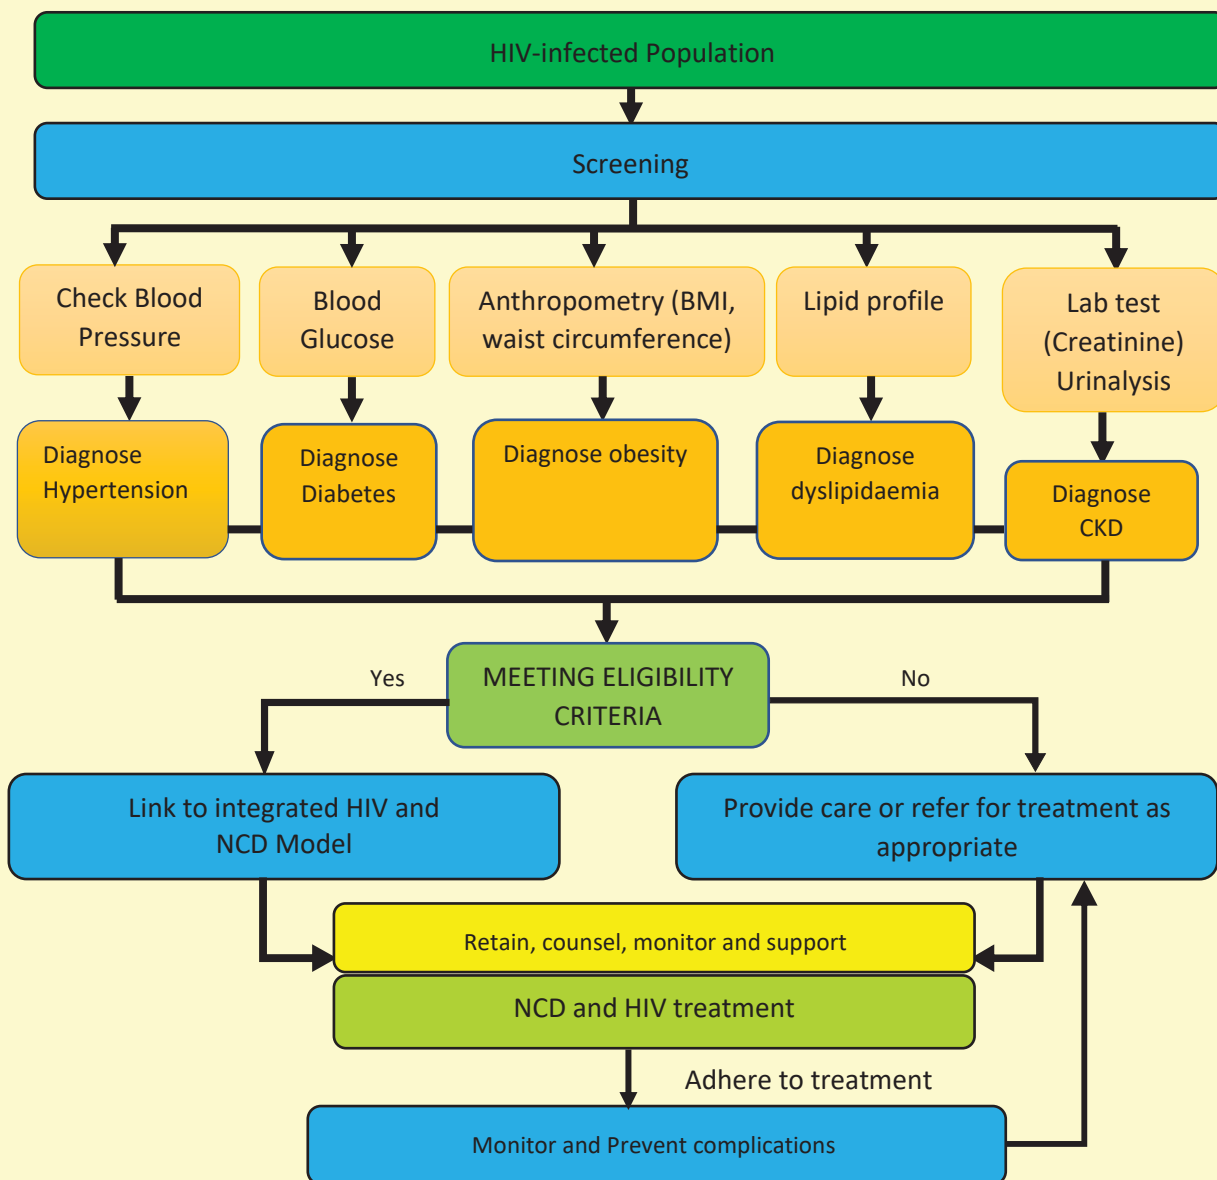 HIV-infected Population
Screening
Check Blood
Pressure
Blood
Glucose
Anthropometry (BMI,
waist circumference)
Lipid profile
Lab test
(Creatinine)
Urinalysis
Diagnose
Hypertension
Diagnose
Diabetes
Diagnose obesity
Diagnose
dyslipidaemia
Diagnose
CKD
Yes
MEETING ELIGIBILITY
CRITERIA
No
Link to integrated HIV and
NCD Model
Provide care or refer for treatment as
appropriate
Retain, counsel, monitor and support
NCD and HIV treatment
Adhere to treatment
Monitor and Prevent complications